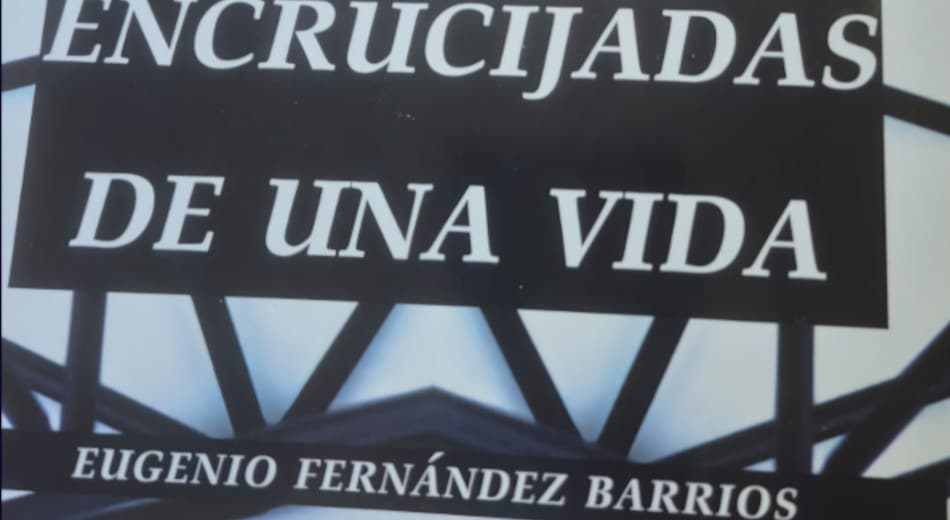 ENCRUCIJADAS
DE UNA VIDA
EUGENIO FERNÁNDEZ BARRIOS